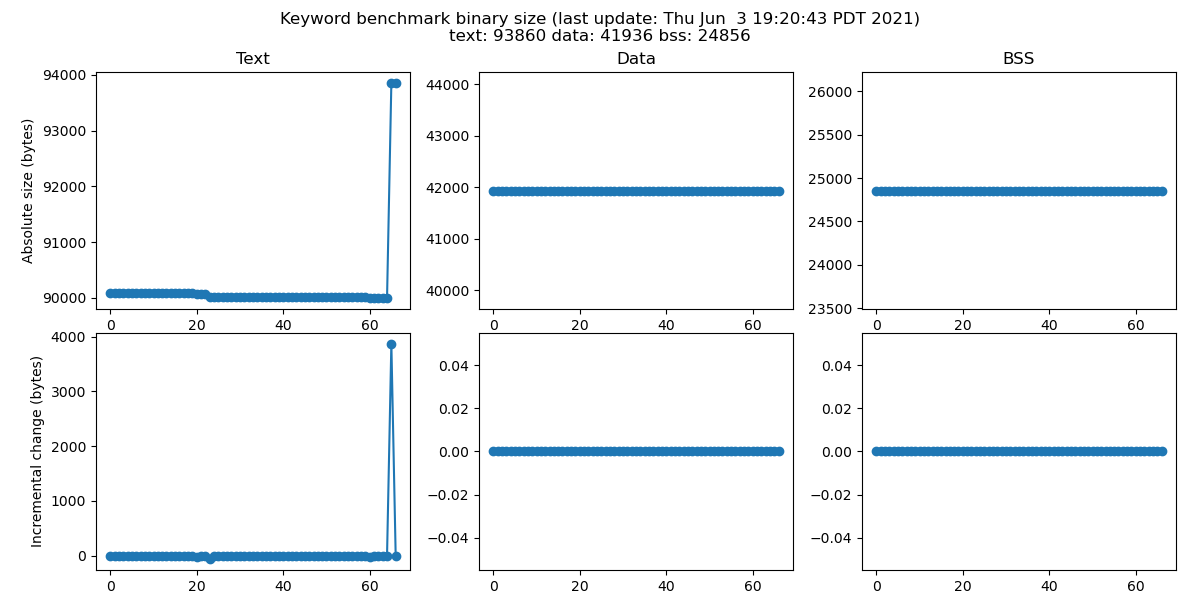 Keyword benchmark binary size (last update: Thu Jun  3 19:20:43 PDT 2021)
text: 93860 data: 41936 bss: 24856
Text
Absolute size (bytes)
94000
93000
92000
91000
90000
0 20 40 60
Data
44000
43000
42000
41000
40000
0 20 40 60
BSS
26000
25500
25000
24500
24000
23500
0 20 40 60
Incremental change (bytes)
4000
3000
2000
1000
0
0 20 40 60
0.04
0.02
0.00
−0.02
−0.04
0 20 40 60
0.04
0.02
0.00
−0.02
−0.04
0 20 40 60